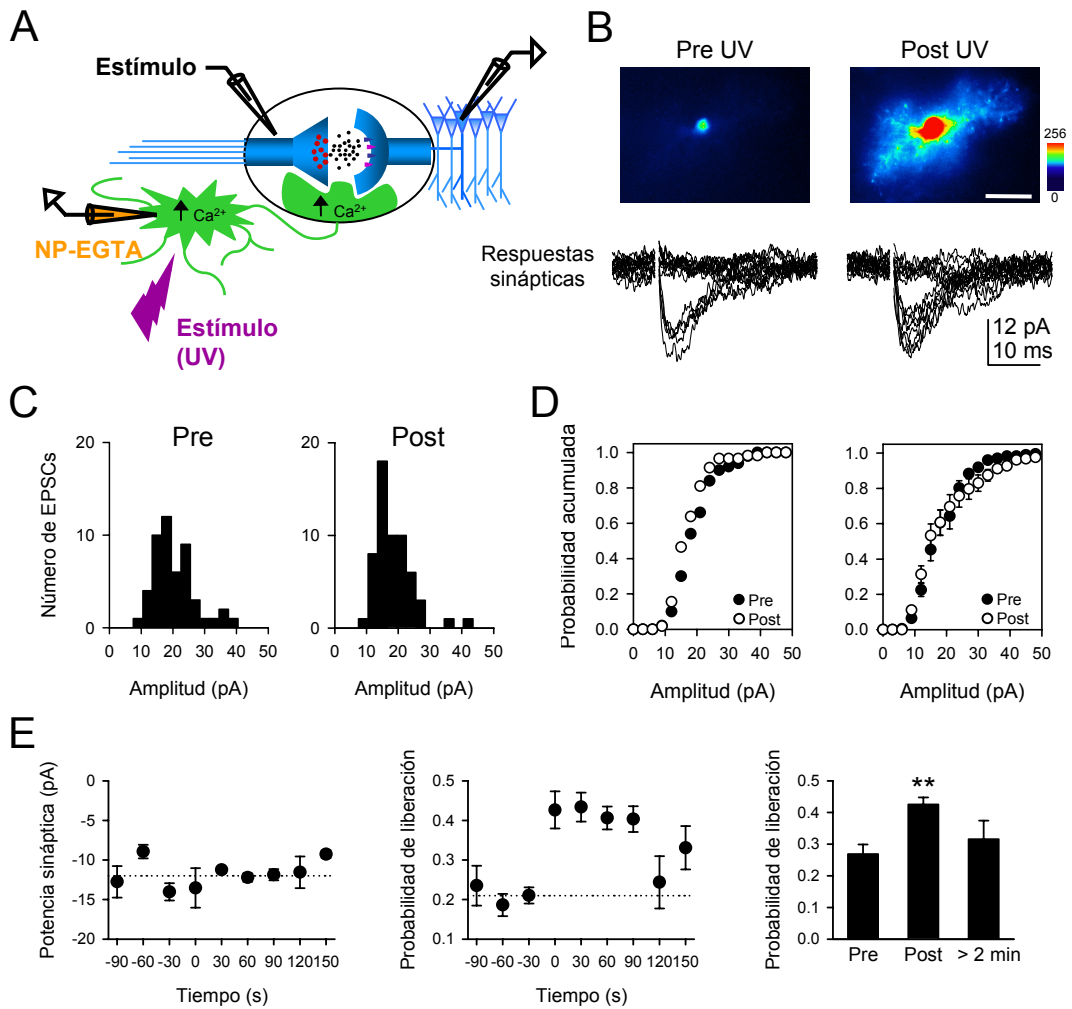 A
Estímulo
Ca2+
Ca2+
NP-EGTA
Estímulo
(UV)
B
Pre UV
Post UV
256
0
Respuestas
sinápticas
12 pA
10 ms
C
Pre
Post
Número de EPSCs
20
10
0
0 10 20 30 40 50
Amplitud (pA)
20
10
0
0 10 20 30 40 50
Amplitud (pA)
D
Probabiliidad acumulada
1.0
0.8
0.6
0.4
0.2
0.0
0 10 20 30 40 50
Pre
Post
Amplitud (pA)
1.0
0.8
0.6
0.4
0.2
0.0
0 10 20 30 40 50
Pre
Post
Amplitud (pA)
E
Potencia sináptica (pA)
0
-5
-10
-15
-20
-90 -60 -30 0 30 60 90 120 150
Tiempo (s)
Probabilidad de liberación
0.5
0.4
0.3
0.2
0.1
-90 -60 -30 0 30 60 90 120 150
Tiempo (s)
Probabilidad de liberación
0.5
0.4
0.3
0.2
0.1
0.0
**
Pre Post > 2 min